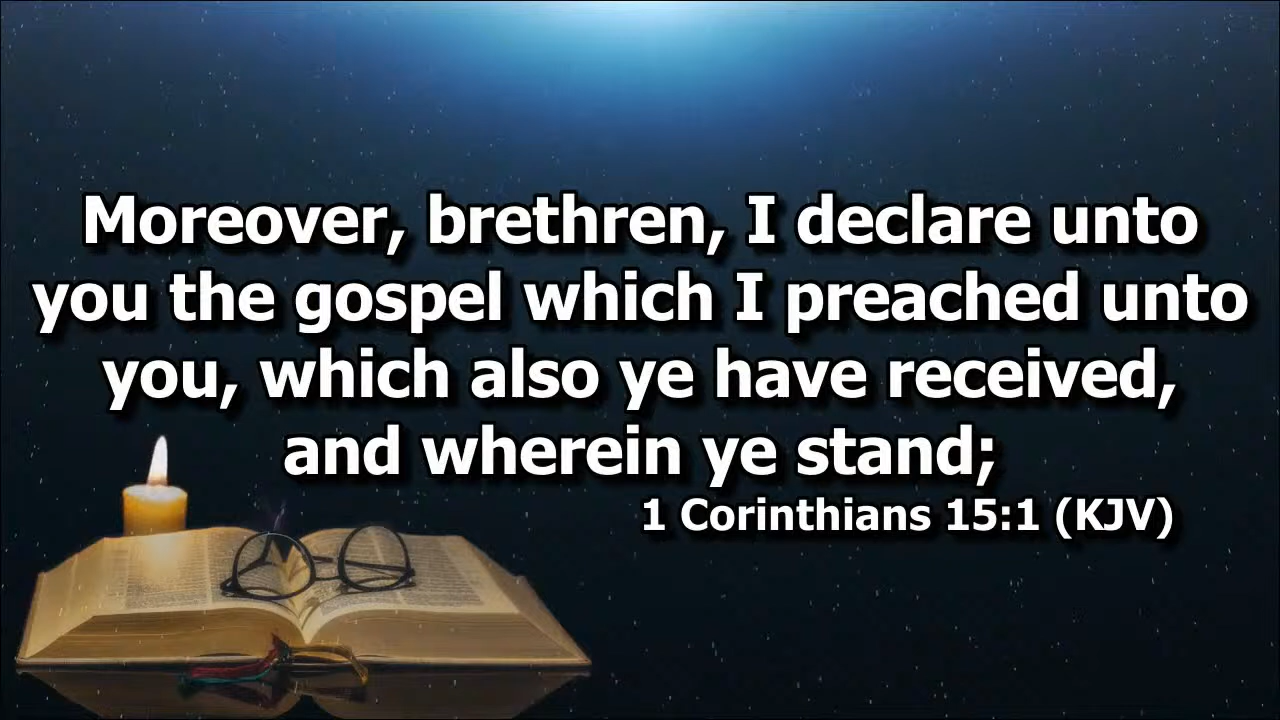 Moreover, brethren, I declare unto
you the gospel which I preached unto
you, which also ye have received,
and wherein ye stand;
1 Corinthians 15:1 (KJV)